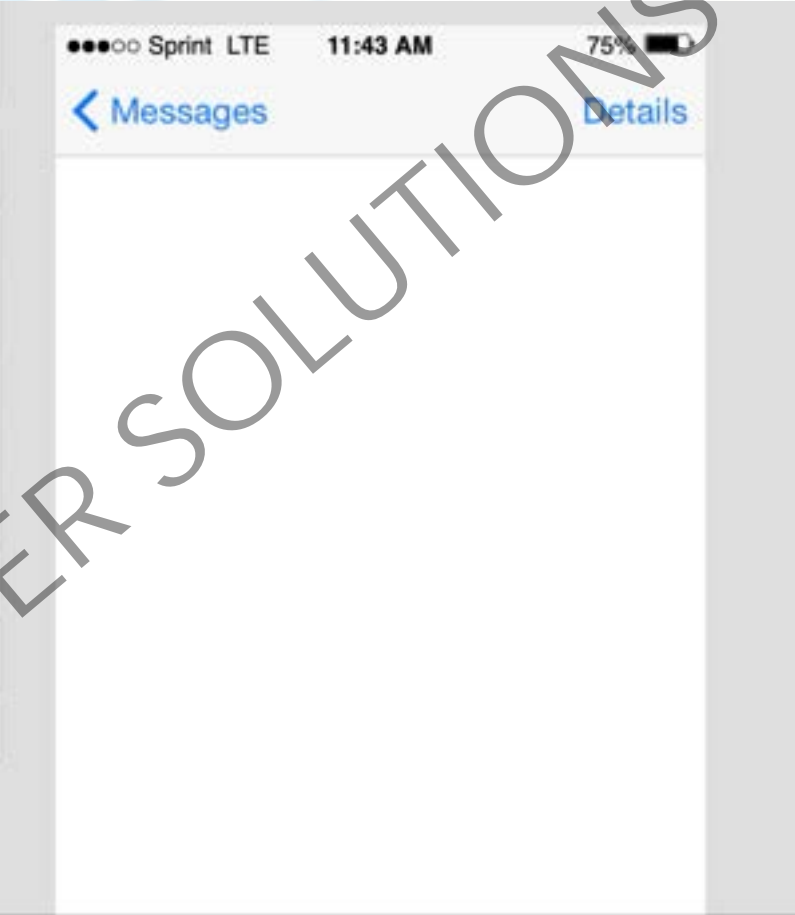 ●●●○○ Sprint LTE 11:43 AM 75%
Messages Details
ER SOLUTIONS